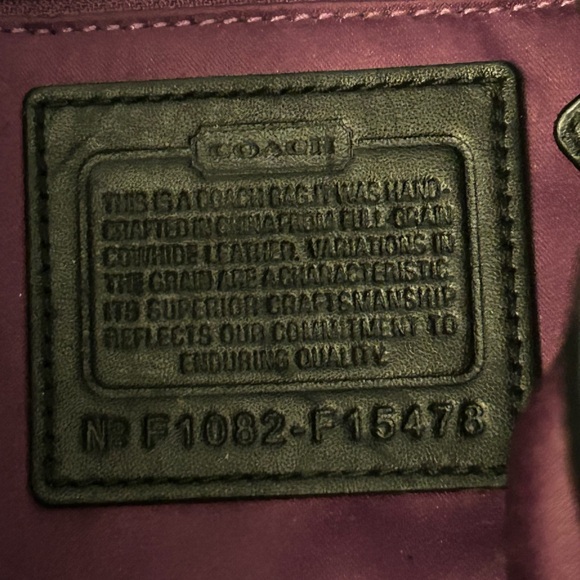 COACH
THIS IS A COACH BAG.IT WAS HAND-
CRAFTED IN CHINA FROM FULL GRAIN
COWHIDE LEATHER. VARIATIONS IN
THE GRAIN ARE A CHARACTERISTIC.
ITS SUPERIOR CRAFTSMANSHIP
REFLECTS OUR COMMITMENT TO
ENDURING QUALITY.
Nº F1082-F15478